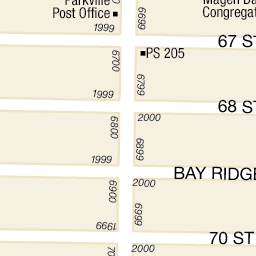 Parkville
Post Office
Magen Da
Congregat
6699
1999
67 ST
PS 205
6700
6799
1999
68 ST
2000
6800
6899
1999
BAY RIDGE
2000
6900
6999
1999
70 ST
2000
70